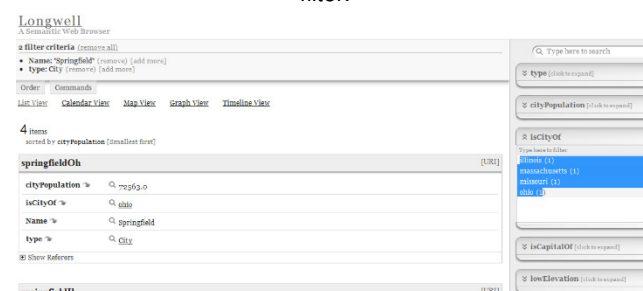 filter.
Longwell
A Semantic Web Browser
2 filter criteria (remove all)
• Name: "Springfield" (remove) [add more]
• type: City (remove) [add more]
Order Commands
List View Calendar View Map View Graph View Timeline View
4 items
sorted by cityPopulation [Smallest first]
springfieldOh [URI]
cityPopulation 72563.0
isCityOf ohio
Name Springfield
type City
Show Referers
[URI]
Type here to search
type [click to expand]
cityPopulation [click to expand]
isCityOf
Type here to filter
illinois (1)
massachusetts (1)
missouri (1)
ohio (1)
isCapitalOf [click to expand]
lowElevation [click to expand]